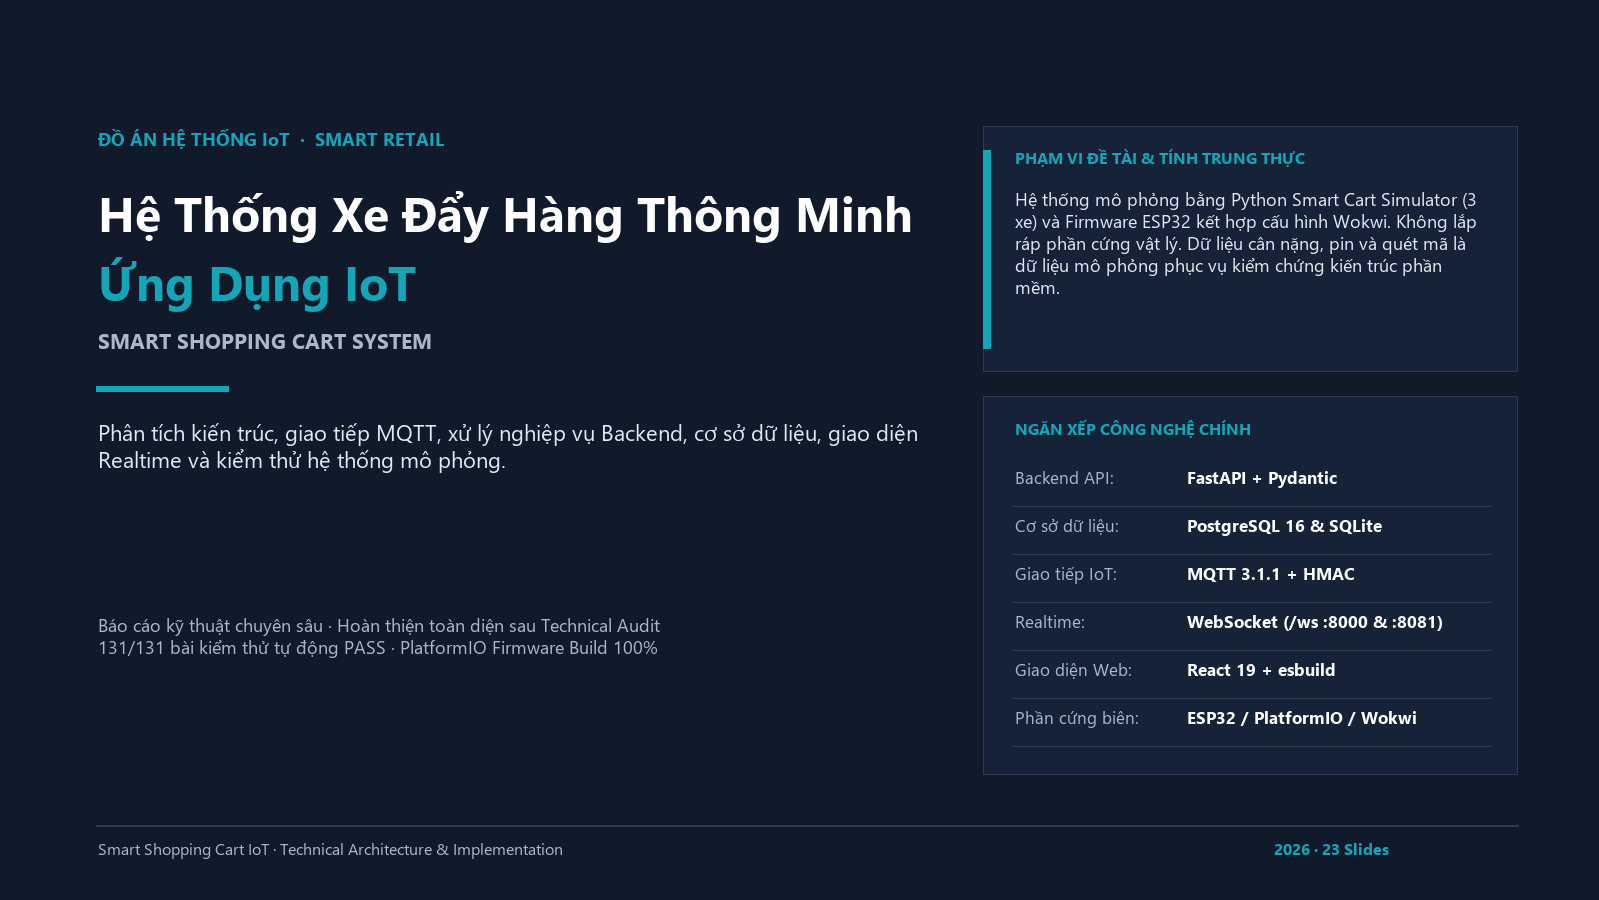 ĐỒ ÁN HỆ THỐNG IoT · SMART RETAIL
Hệ Thống Xe Đẩy Hàng Thông Minh
Ứng Dụng IoT
SMART SHOPPING CART SYSTEM
Phân tích kiến trúc, giao tiếp MQTT, xử lý nghiệp vụ Backend, cơ sở dữ liệu, giao diện
Realtime và kiểm thử hệ thống mô phỏng.
Báo cáo kỹ thuật chuyên sâu · Hoàn thiện toàn diện sau Technical Audit
131/131 bài kiểm thử tự động PASS · PlatformIO Firmware Build 100%
PHẠM VI ĐỀ TÀI & TÍNH TRUNG THỰC
Hệ thống mô phỏng bằng Python Smart Cart Simulator (3
xe) và Firmware ESP32 kết hợp cấu hình Wokwi. Không lắp
ráp phần cứng vật lý. Dữ liệu cân nặng, pin và quét mã là
dữ liệu mô phỏng phục vụ kiểm chứng kiến trúc phần
mềm.
NGĂN XẾP CÔNG NGHỆ CHÍNH
Backend API: FastAPI + Pydantic
Cơ sở dữ liệu: PostgreSQL 16 & SQLite
Giao tiếp IoT: MQTT 3.1.1 + HMAC
Realtime: WebSocket (/ws :8000 & :8081)
Giao diện Web: React 19 + esbuild
Phần cứng biên: ESP32 / PlatformIO / Wokwi
Smart Shopping Cart IoT · Technical Architecture & Implementation
2026 · 23 Slides